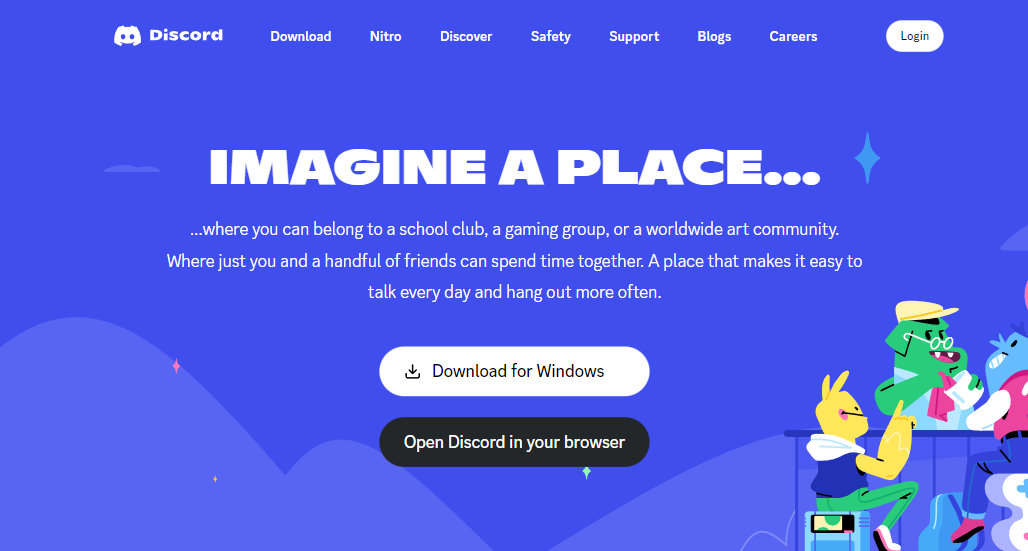 Discord Download Nitro Discover Safety Support Blogs Careers Login
IMAGINE A PLACE...
...where you can belong to a school club, a gaming group, or a worldwide art community.
Where just you and a handful of friends can spend time together. A place that makes it easy to
talk every day and hang out more often.
Download for Windows
Open Discord in your browser